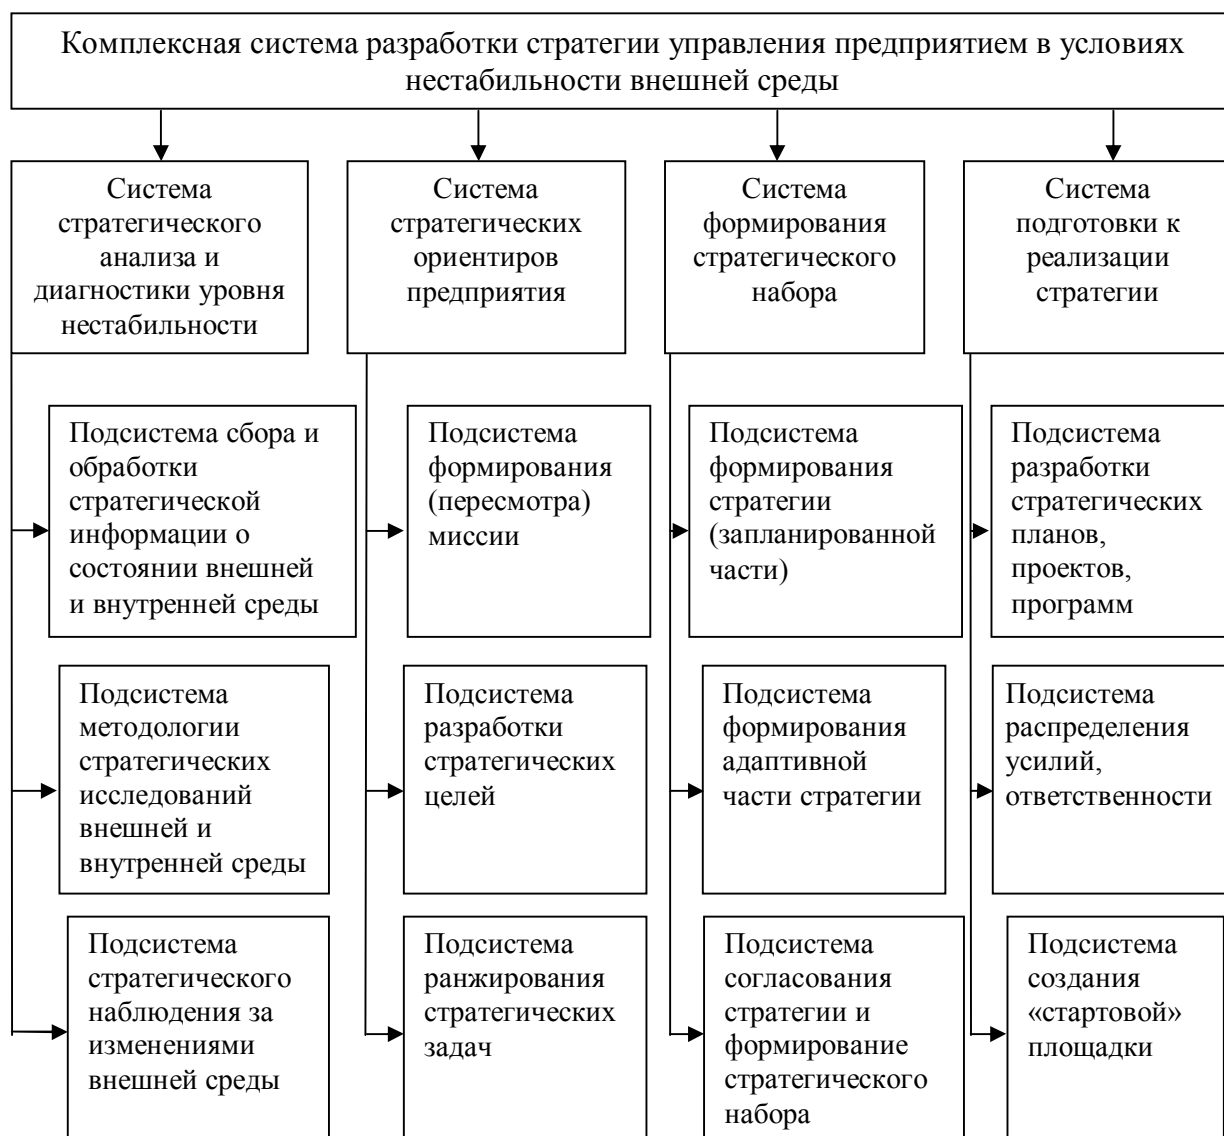 Комплексная система разработки стратегии управления предприятием в условиях
нестабильности внешней среды
Система
стратегического
анализа и
диагностики уровня
нестабильности
Система
стратегических
ориентиров
предприятия
Система
формирования
стратегического
набора
Система
подготовки к
реализации
стратегии
Подсистема сбора и
обработки
стратегической
информации о
состоянии внешней
и внутренней среды
Подсистема
формирования
(пересмотра)
миссии
Подсистема
формирования
стратегии
(запланированной
части)
Подсистема
разработки
стратегических
планов,
проектов,
программ
Подсистема
методологии
стратегических
исследований
внешней и
внутренней среды
Подсистема
разработки
стратегических
целей
Подсистема
формирования
адаптивной
части стратегии
Подсистема
распределения
усилий,
ответственности
Подсистема
стратегического
наблюдения за
изменениями
внешней среды
Подсистема
ранжирования
стратегических
задач
Подсистема
согласования
стратегии и
формирование
стратегического
набора
Подсистема
создания
«стартовой»
площадки